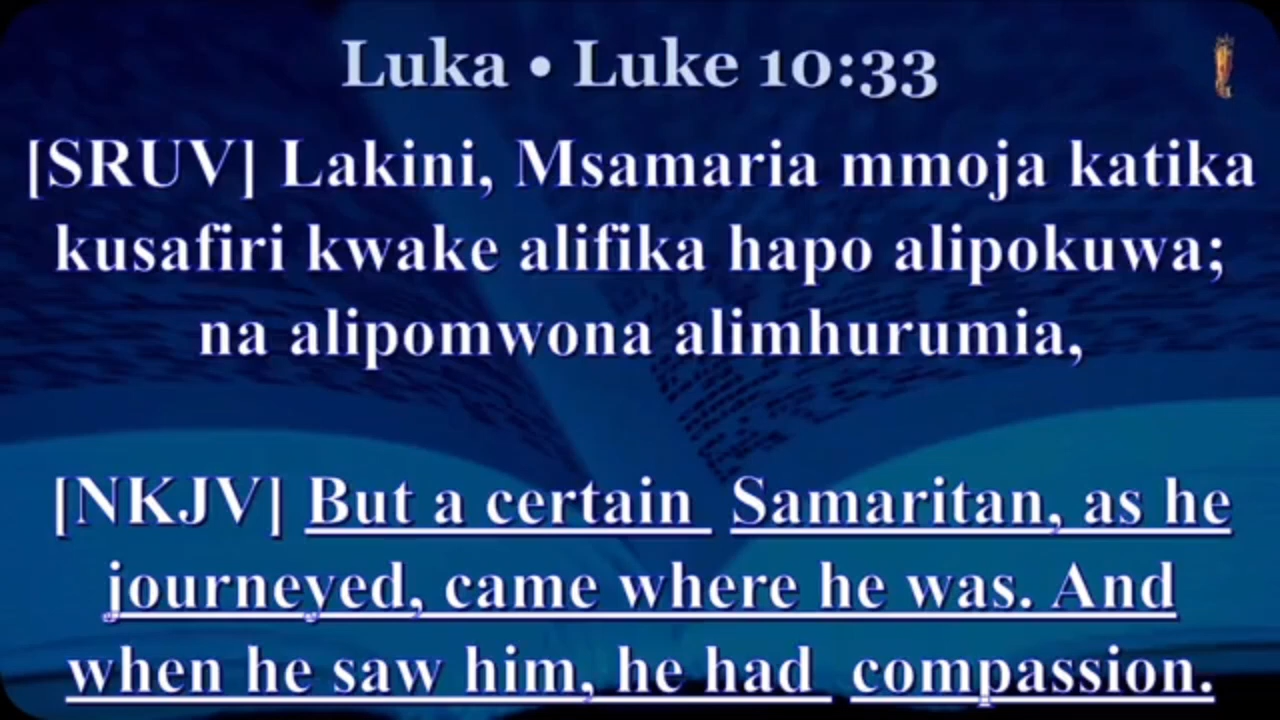 Luka • Luke 10:33
[SRUV] Lakini, Msamaria mmoja katika
kusafiri kwake alifika hapo alipokuwa;
na alipomwona alimhurumia,
[NKJV] But a certain Samaritan, as he
journeyed, came where he was. And
when he saw him, he had compassion.